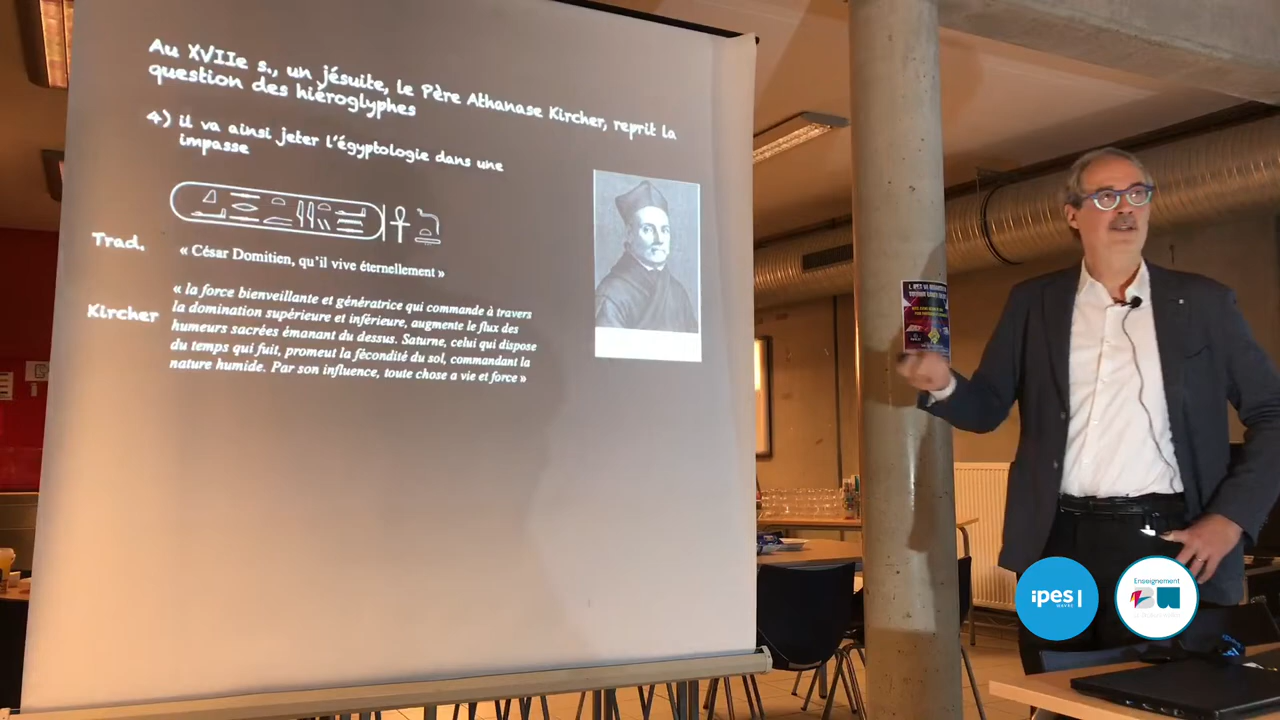 Au XVIIe s., un jésuite, le Père Athanase Kircher, reprit la
question des hiéroglyphes
4) il va ainsi jeter l'égyptologie dans une
impasse
Trad.
« César Domitien, qu'il vive éternellement »
Kircher
« la force bienveillante et génératrice qui commande à travers
la domination supérieure et inférieure, augmente le flux des
humeurs sacrées émanant du dessus. Saturne, celui qui dispose
du temps qui fuit, promeut la fécondité du sol, commandant la
nature humide. Par son influence, toute chose a vie et force »
ipes
WAVRE
Enseignement